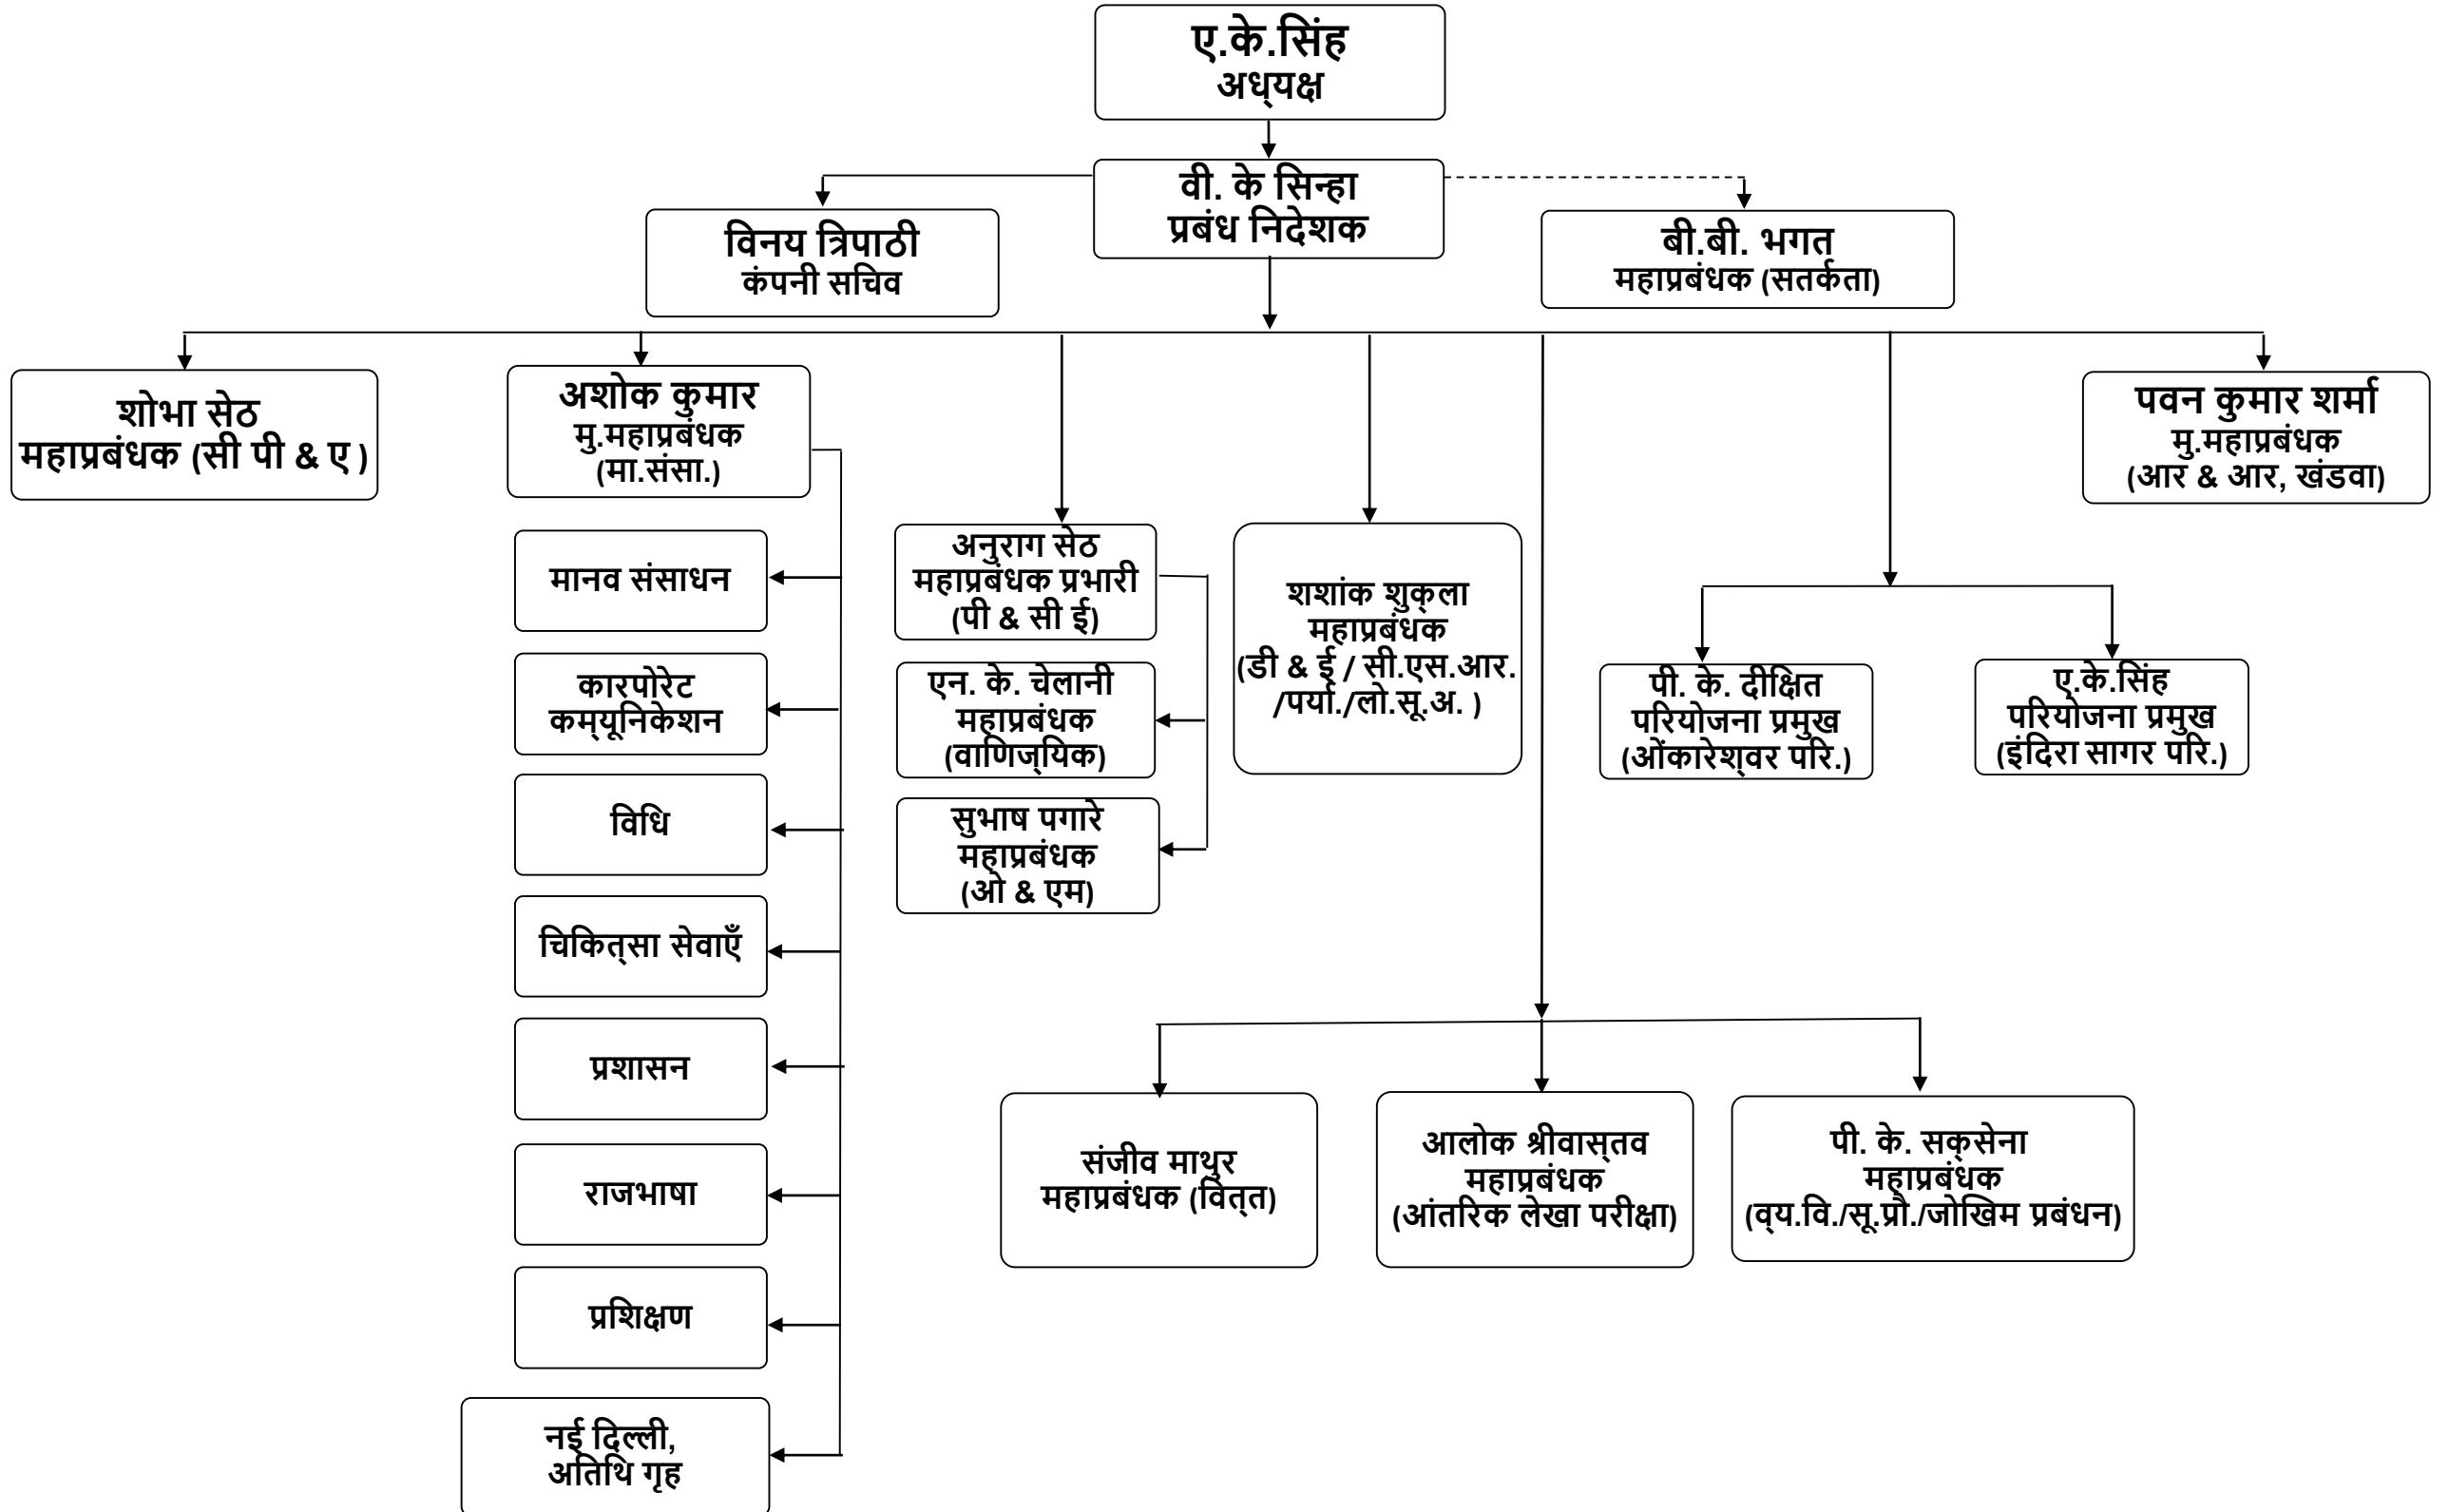 ए.के.सिंह
अध्यक्ष
वी. के सिन्हा
प्रबंध निदेशक
विनय त्रिपाठी
कंपनी सचिव
बी.बी. भगत
महाप्रबंधक (सतर्कता)
शोभा सेठ
महाप्रबंधक (सी पी & ए )
अशोक कुमार
मु.महाप्रबंधक
(मा.संसा.)
पवन कुमार शर्मा
मु.महाप्रबंधक
(आर & आर, खंडवा)
मानव संसाधन
कारपोरेट
कम्यूनिकेशन
विधि
चिकित्सा सेवाएँ
प्रशासन
राजभाषा
प्रशिक्षण
नई दिल्ली,
अतिथि गृह
अनुराग सेठ
महाप्रबंधक प्रभारी
(पी & सी ई)
एन. के. चेलानी
महाप्रबंधक
(वाणिज्यिक)
सुभाष पगारे
महाप्रबंधक
(ओ & एम)
शशांक शुक्ला
महाप्रबंधक
(डी & ई / सी.एस.आर.
/पर्या./लो.सू.अ. )
पी. के. दीक्षित
परियोजना प्रमुख
(ओंकारेश्वर परि.)
ए.के.सिंह
परियोजना प्रमुख
(इंदिरा सागर परि.)
संजीव माथुर
महाप्रबंधक (वित्त)
आलोक श्रीवास्तव
महाप्रबंधक
(आंतरिक लेखा परीक्षा)
पी. के. सक्सेना
महाप्रबंधक
(व्य.वि./सू.प्रौ./जोखिम प्रबंधन)